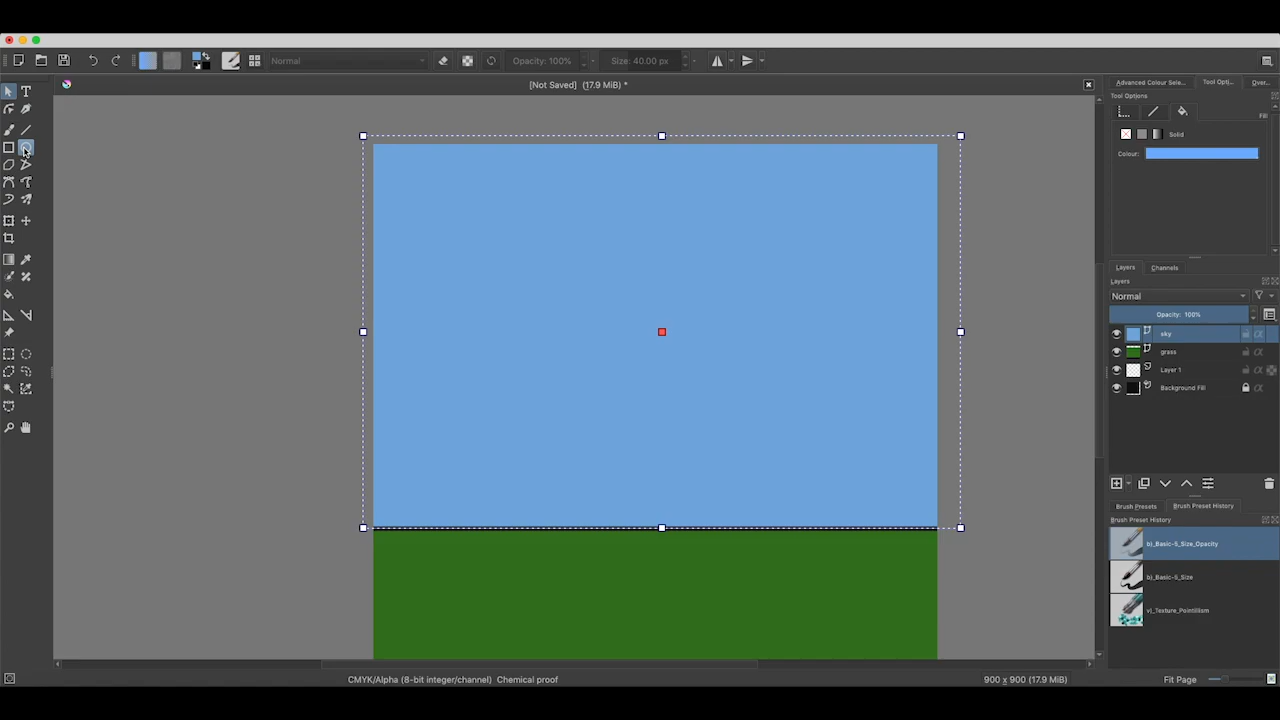 Normal
Opacity: 100%
Size: 40.00 px
[Not Saved] (17.9 MiB) *
T
Advanced Colour Sele...
Tool Opti...
Over...
Tool Options
Fill
Solid
Colour:
Layers
Channels
Layers
Normal
Opacity: 100%
sky
grass
Layer 1
Background Fill
Brush Presets
Brush Preset History
Brush Preset History
b)_Basic-5_Size_Opacity
b)_Basic-5_Size
v)_Texture_Pointillism
CMYK/Alpha (8-bit integer/channel) Chemical proof
900 x 900 (17.9 MiB)
Fit Page